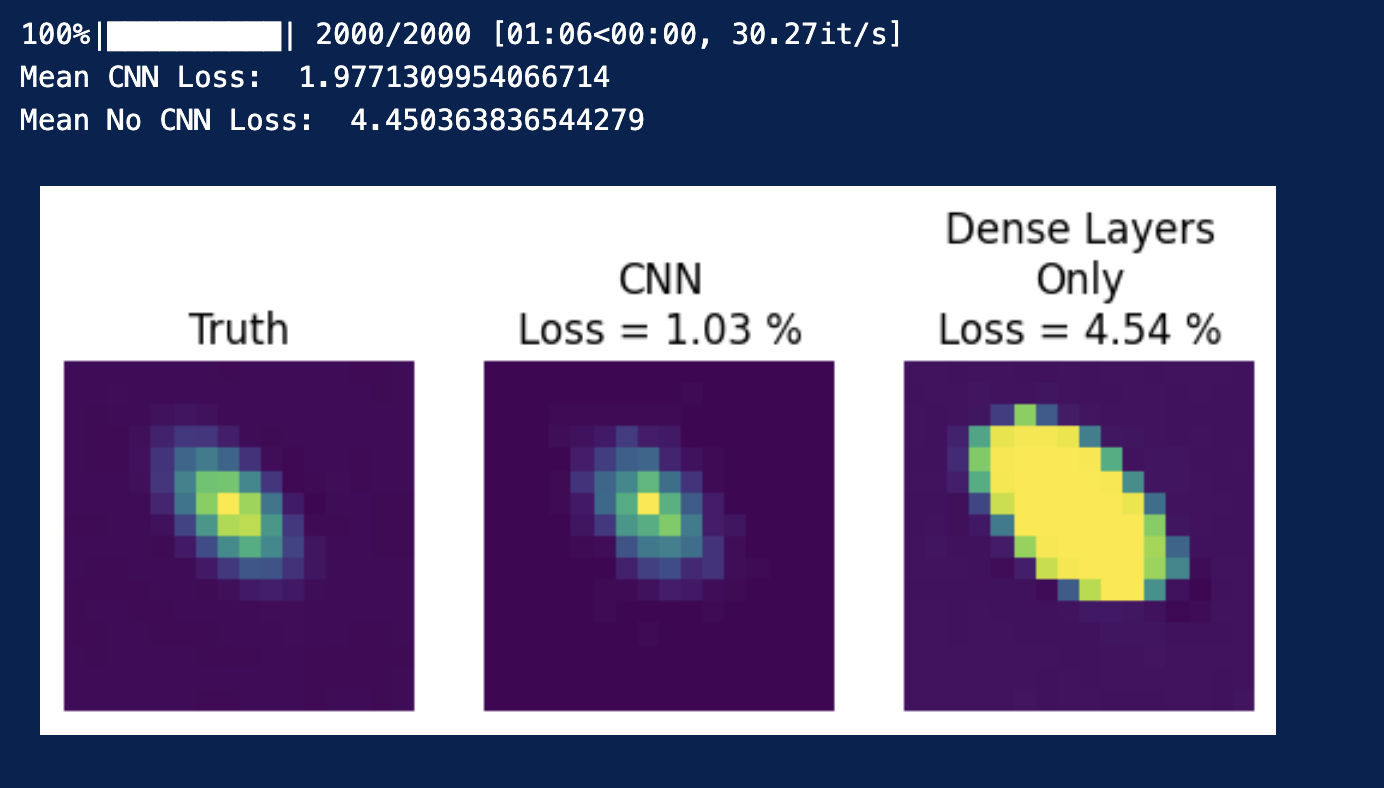 100%|██████████| 2000/2000 [01:06<00:00, 30.27it/s]
Mean CNN Loss:  1.9771309954066714
Mean No CNN Loss:  4.450363836544279
Truth
CNN
Loss = 1.03 %
Dense Layers
Only
Loss = 4.54 %